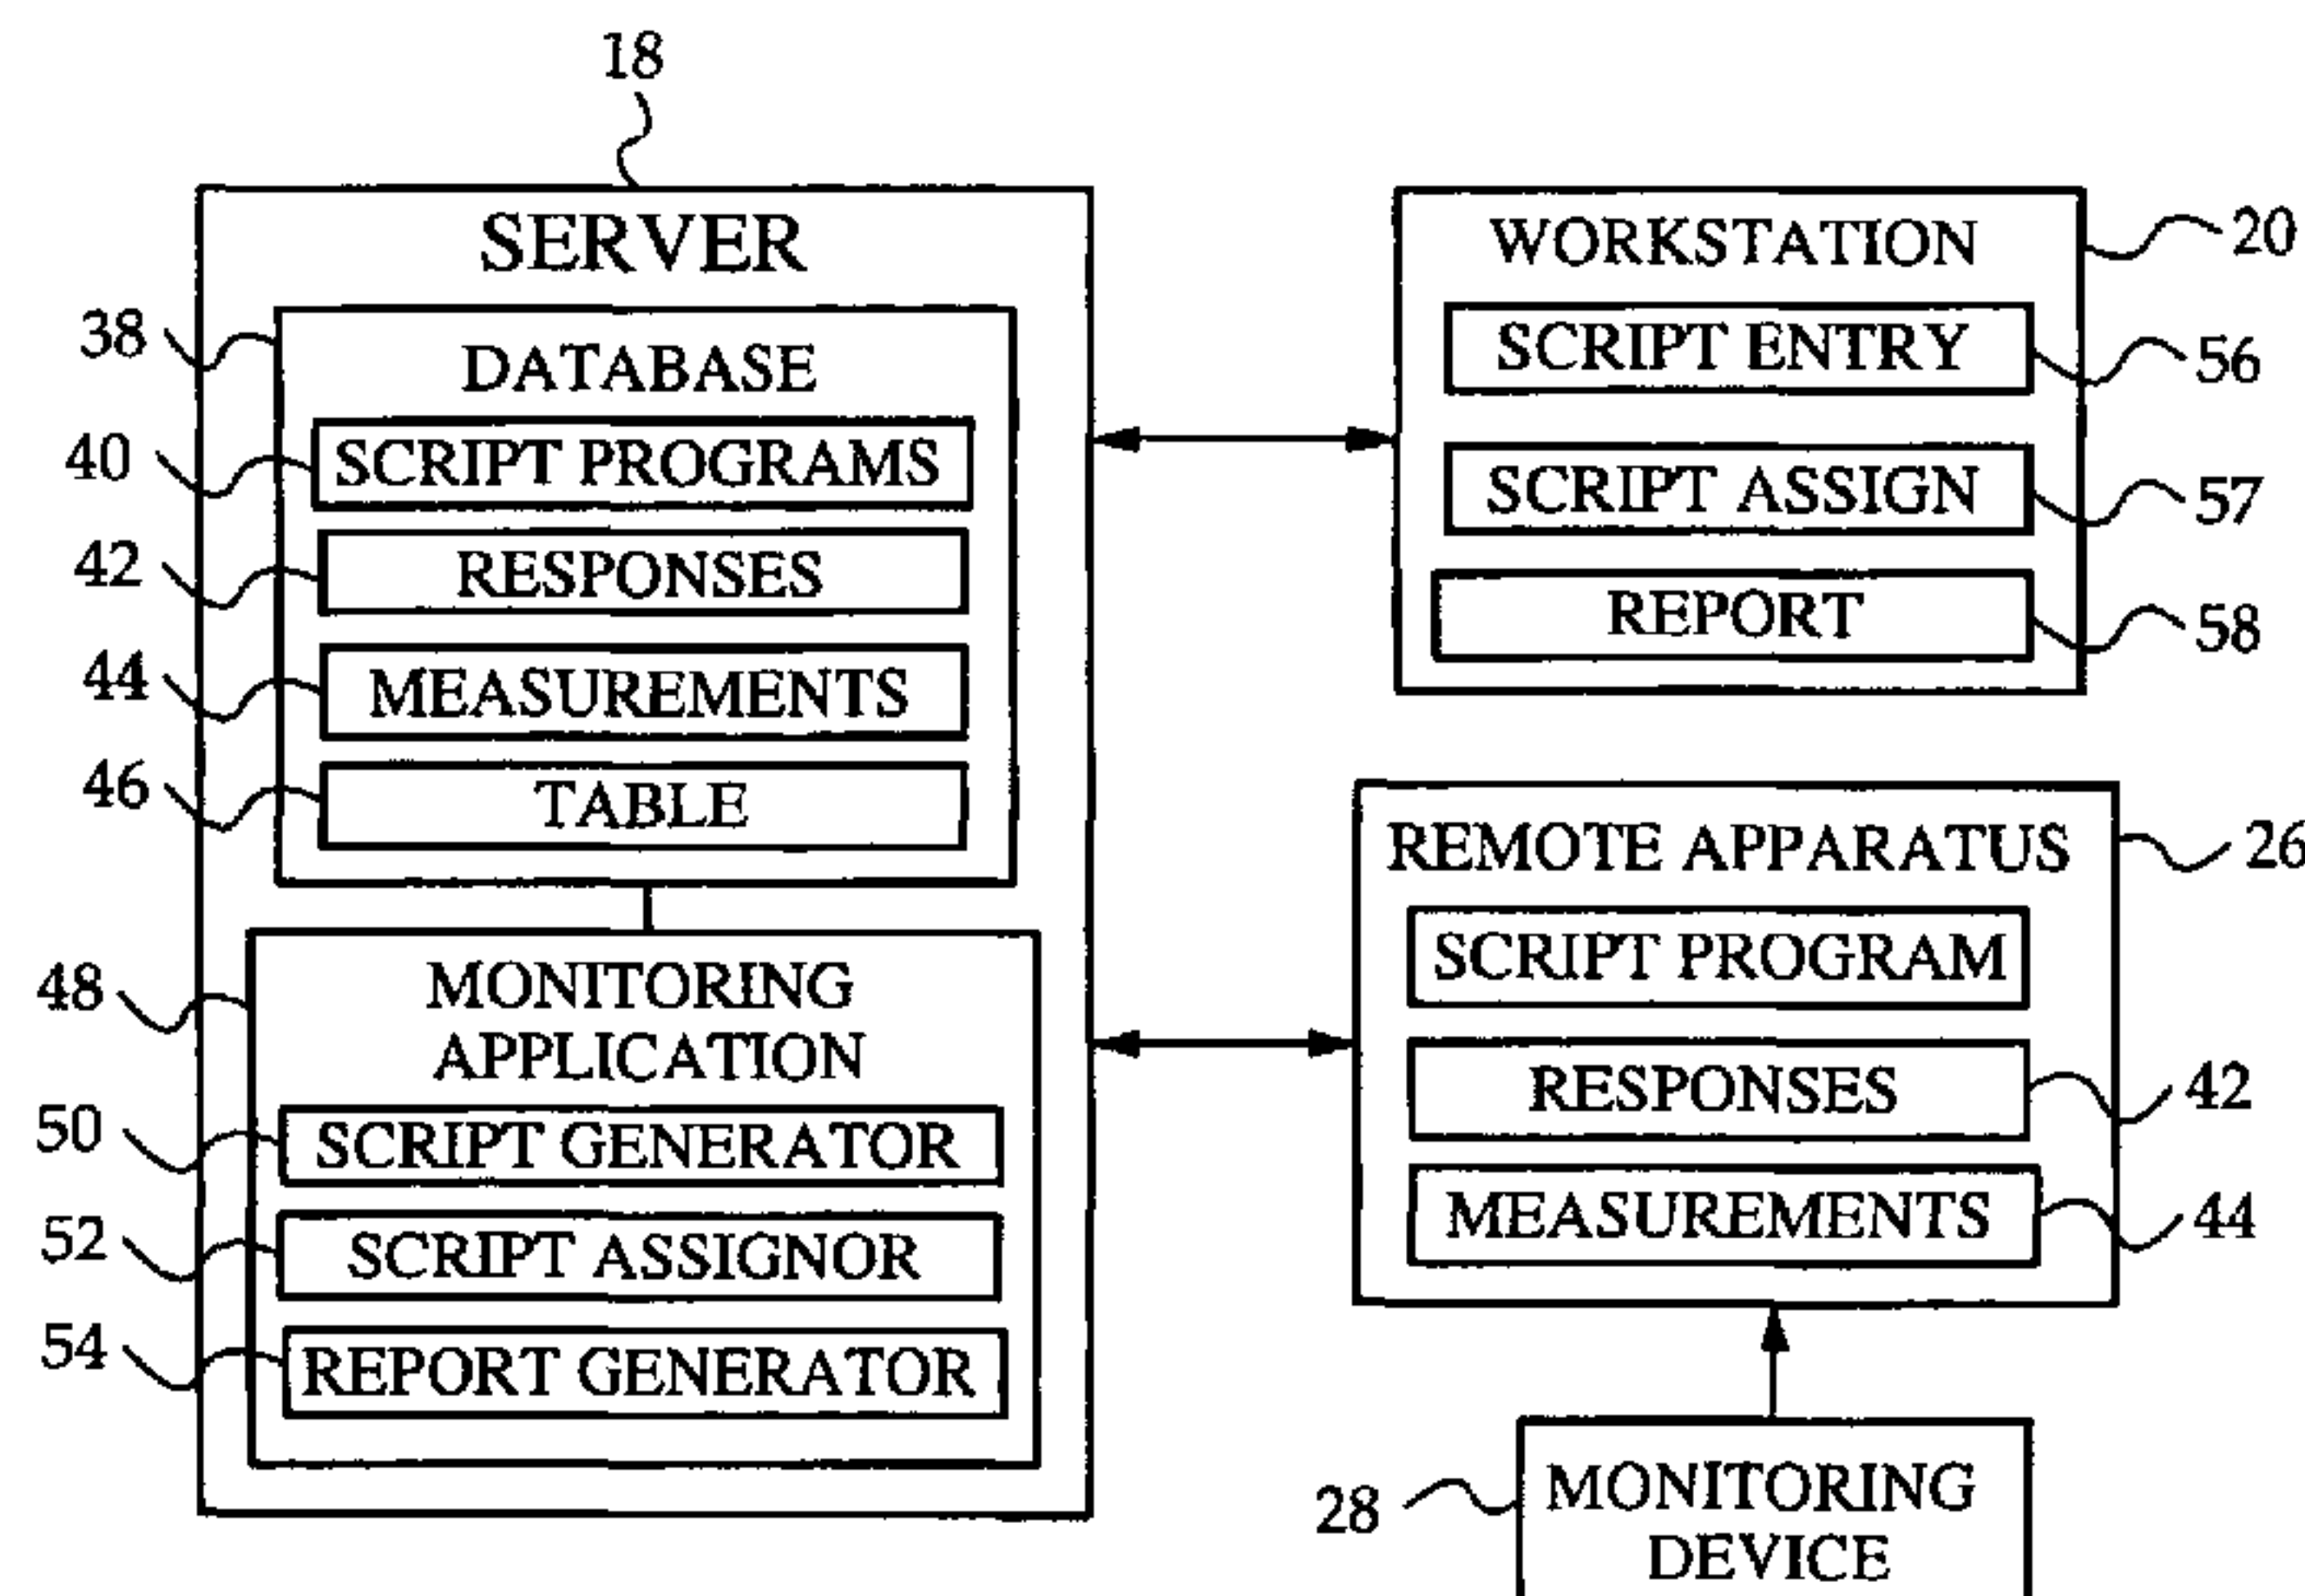 18
SERVER
38
DATABASE
40
SCRIPT PROGRAMS
42
RESPONSES
44
MEASUREMENTS
46
TABLE
48
MONITORING
APPLICATION
50
SCRIPT GENERATOR
52
SCRIPT ASSIGNOR
54
REPORT GENERATOR
WORKSTATION
20
SCRIPT ENTRY
56
SCRIPT ASSIGN
57
REPORT
58
REMOTE APPARATUS
26
SCRIPT PROGRAM
RESPONSES
42
MEASUREMENTS
44
28
MONITORING
DEVICE